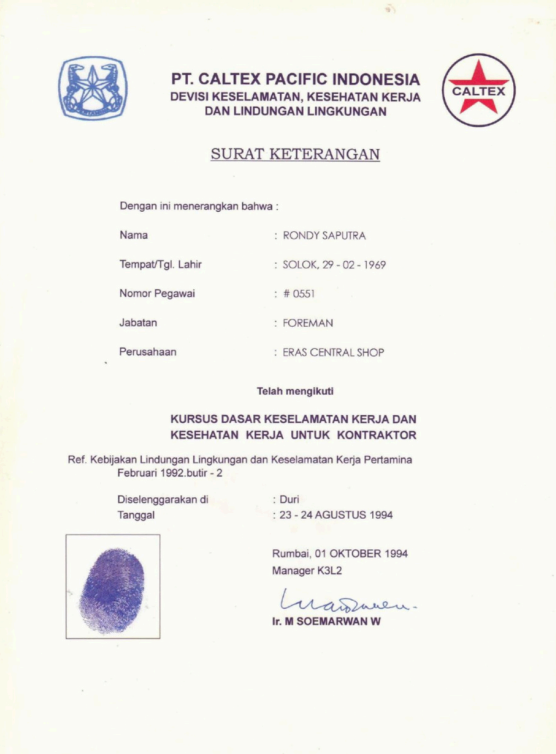 PT. CALTEX PACIFIC INDONESIA
DEVISI KESELAMATAN, KESEHATAN KERJA
DAN LINDUNGAN LINGKUNGAN
CALTEX
SURAT KETERANGAN
Dengan ini menerangkan bahwa :
Nama : RONDY SAPUTRA
Tempat/Tgl. Lahir : SOLOK, 29 - 02 - 1969
Nomor Pegawai : # 0551
Jabatan : FOREMAN
Perusahaan : ERAS CENTRAL SHOP
Telah mengikuti
KURSUS DASAR KESELAMATAN KERJA DAN
KESEHATAN KERJA UNTUK KONTRAKTOR
Ref. Kebijakan Lindungan Lingkungan dan Keselamatan Kerja Pertamina
Februari 1992.butir - 2
Diselenggarakan di : Duri
Tanggal : 23 - 24 AGUSTUS 1994
Rumbai, 01 OKTOBER 1994
Manager K3L2
Ir. M SOEMARWAN W